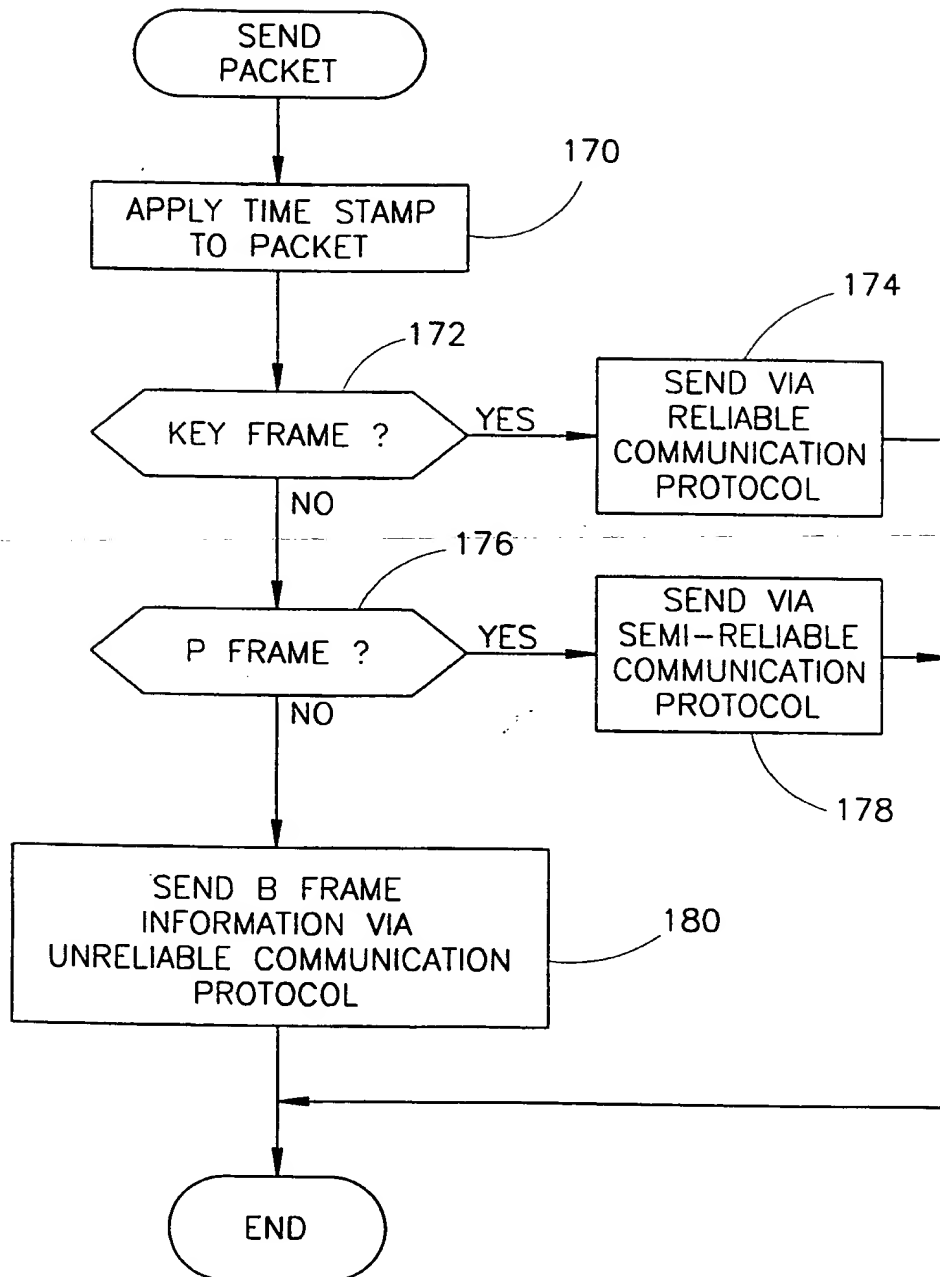 SEND
PACKET
170
APPLY TIME STAMP
TO PACKET
174
172
SEND VIA
RELIABLE
COMMUNICATION
PROTOCOL
KEY FRAME ?
YES
NO
176
SEND VIA
SEMI-RELIABLE
COMMUNICATION
PROTOCOL
P FRAME ?
YES
NO
178
SEND B FRAME
INFORMATION VIA
UNRELIABLE COMMUNICATION
PROTOCOL
180
END